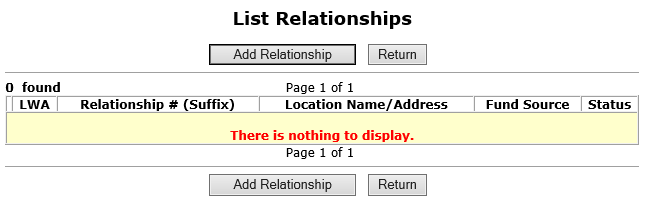 List Relationships
Add Relationship Return
0 found Page 1 of 1
LWA Relationship # (Suffix) Location Name/Address Fund Source Status
There is nothing to display.
Page 1 of 1
Add Relationship Return